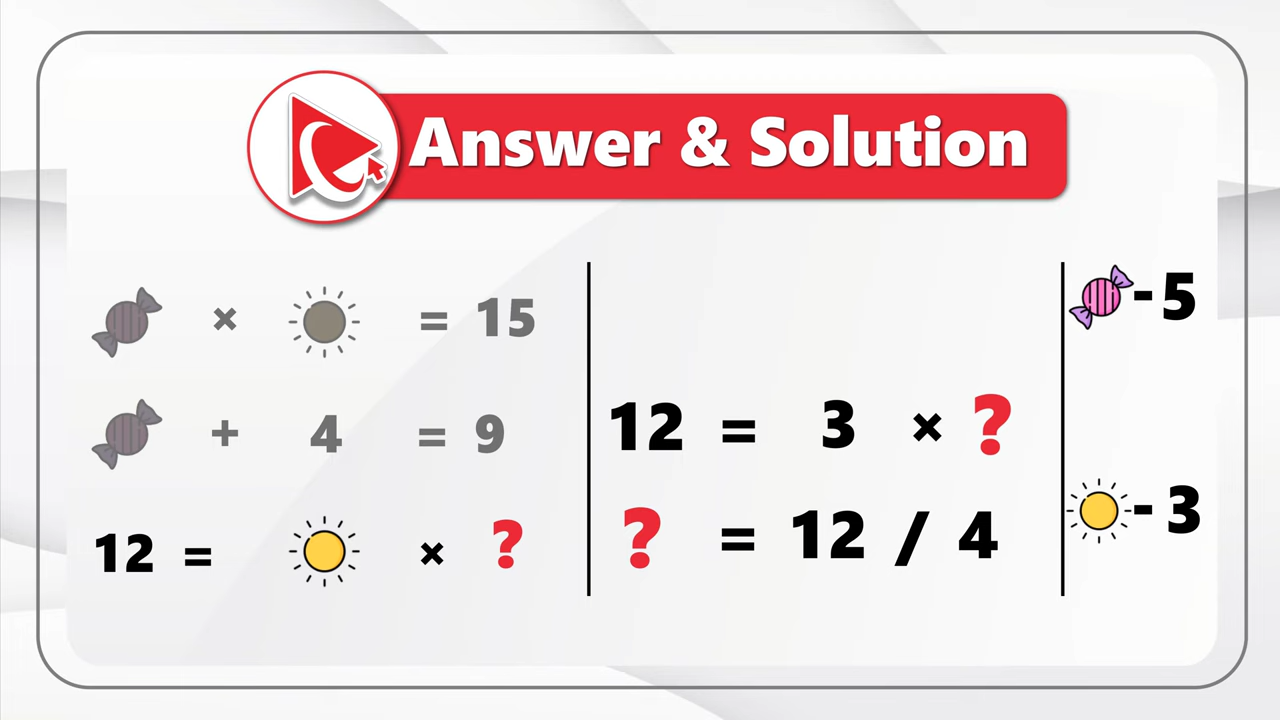 Answer & Solution
× = 15
+ 4 = 9
12 = × ?
12 = 3 × ?
? = 12 / 4
- 5
- 3